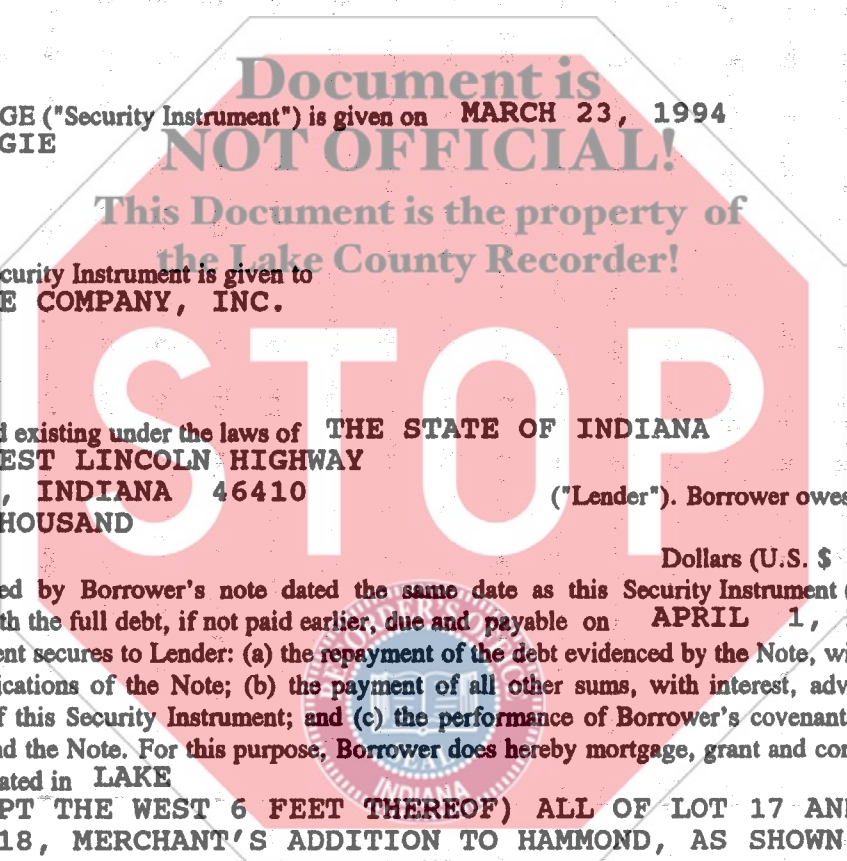 Document is
GE ("Security Instrument") is given on MARCH 23, 1994
GIE
NOT OFFICIAL!
This Document is the property of
the Lake County Recorder!
curity Instrument is given to
E COMPANY, INC.
STOP
d existing under the laws of THE STATE OF INDIANA
EST LINCOLN HIGHWAY
, INDIANA 46410 ("Lender"). Borrower owes
HOUSAND
Dollars (U.S. $
ed by Borrower's note dated the same date as this Security Instrument (
th the full debt, if not paid earlier, due and payable on APRIL 1,
ent secures to Lender: (a) the repayment of the debt evidenced by the Note, wi
ications of the Note; (b) the payment of all other sums, with interest, adv
f this Security Instrument; and (c) the performance of Borrower's covenant
nd the Note. For this purpose, Borrower does hereby mortgage, grant and con
ated in LAKE
PT THE WEST 6 FEET THEREOF) ALL OF LOT 17 AN
18, MERCHANT'S ADDITION TO HAMMOND, AS SHOWN
RECORDER'S OFFICE
SEAL
INDIANA